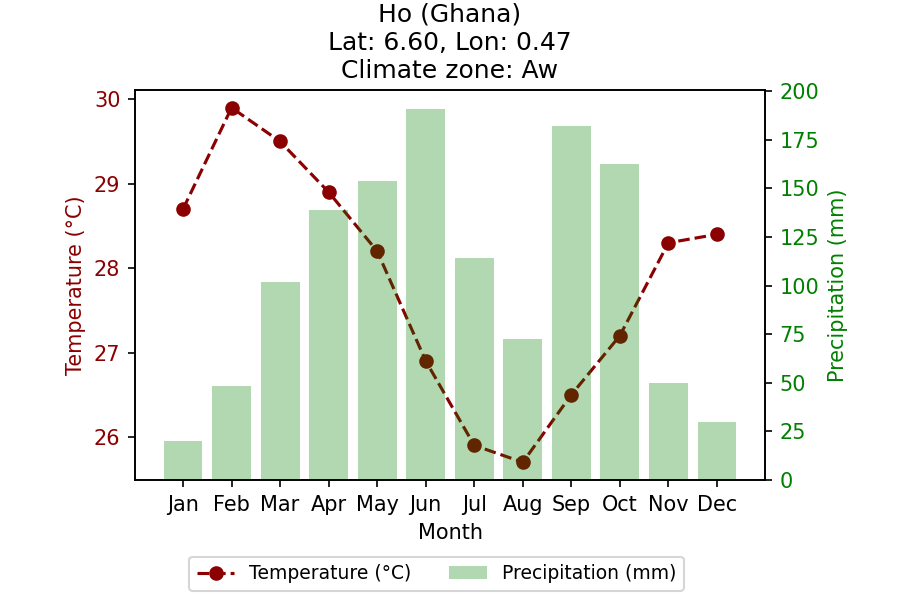 Ho (Ghana)
Lat: 6.60, Lon: 0.47
Climate zone: Aw
Temperature (°C)
30
29
28
27
26
Precipitation (mm)
200
175
150
125
100
75
50
25
0
Jan Feb Mar Apr May Jun Jul Aug Sep Oct Nov Dec
Month
Temperature (°C) Precipitation (mm)